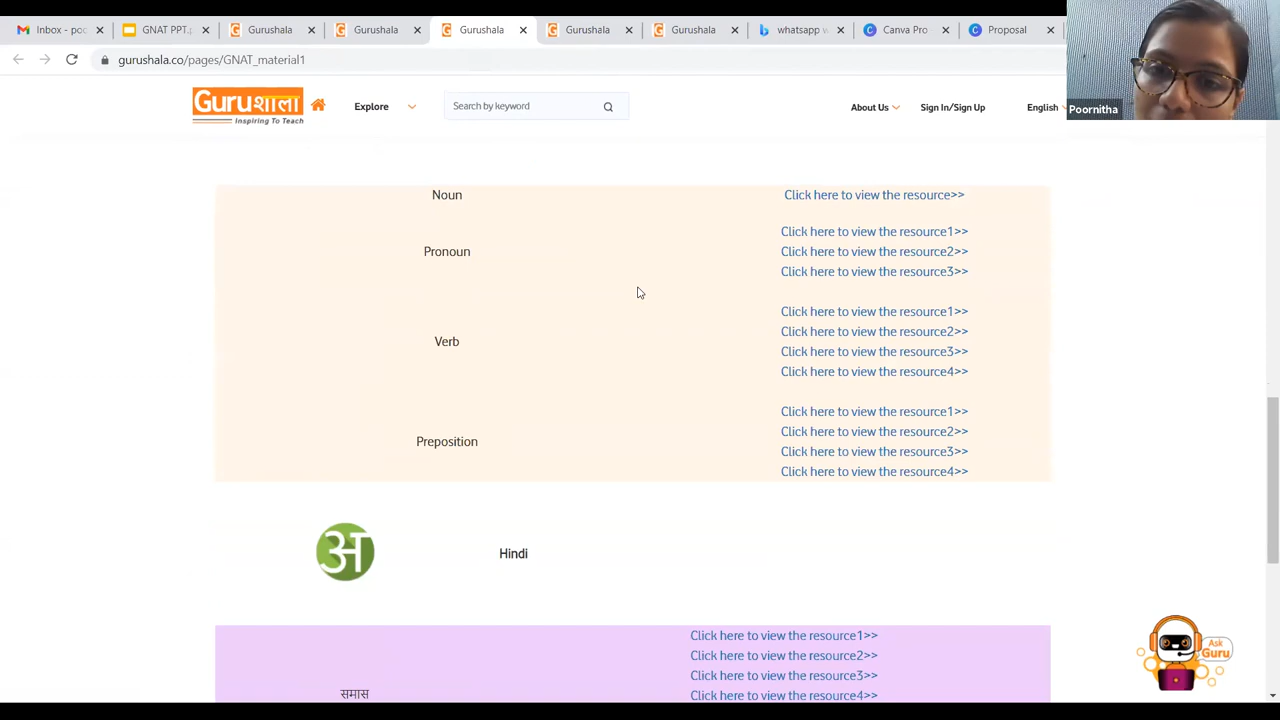 Inbox - poc
GNAT PPT.p
Gurushala
Gurushala
Gurushala
Gurushala
Gurushala
whatsapp w
Canva Pro
Proposal
gurushala.co/pages/GNAT_material1
Guruशाला
Inspiring To Teach
Explore
Search by keyword
About Us
Sign In/Sign Up
English
Poornitha
Noun
Click here to view the resource>>
Pronoun
Click here to view the resource1>>
Click here to view the resource2>>
Click here to view the resource3>>
Verb
Click here to view the resource1>>
Click here to view the resource2>>
Click here to view the resource3>>
Click here to view the resource4>>
Preposition
Click here to view the resource1>>
Click here to view the resource2>>
Click here to view the resource3>>
Click here to view the resource4>>
अ
Hindi
समास
Click here to view the resource1>>
Click here to view the resource2>>
Click here to view the resource3>>
Click here to view the resource4>>
Ask
Guru